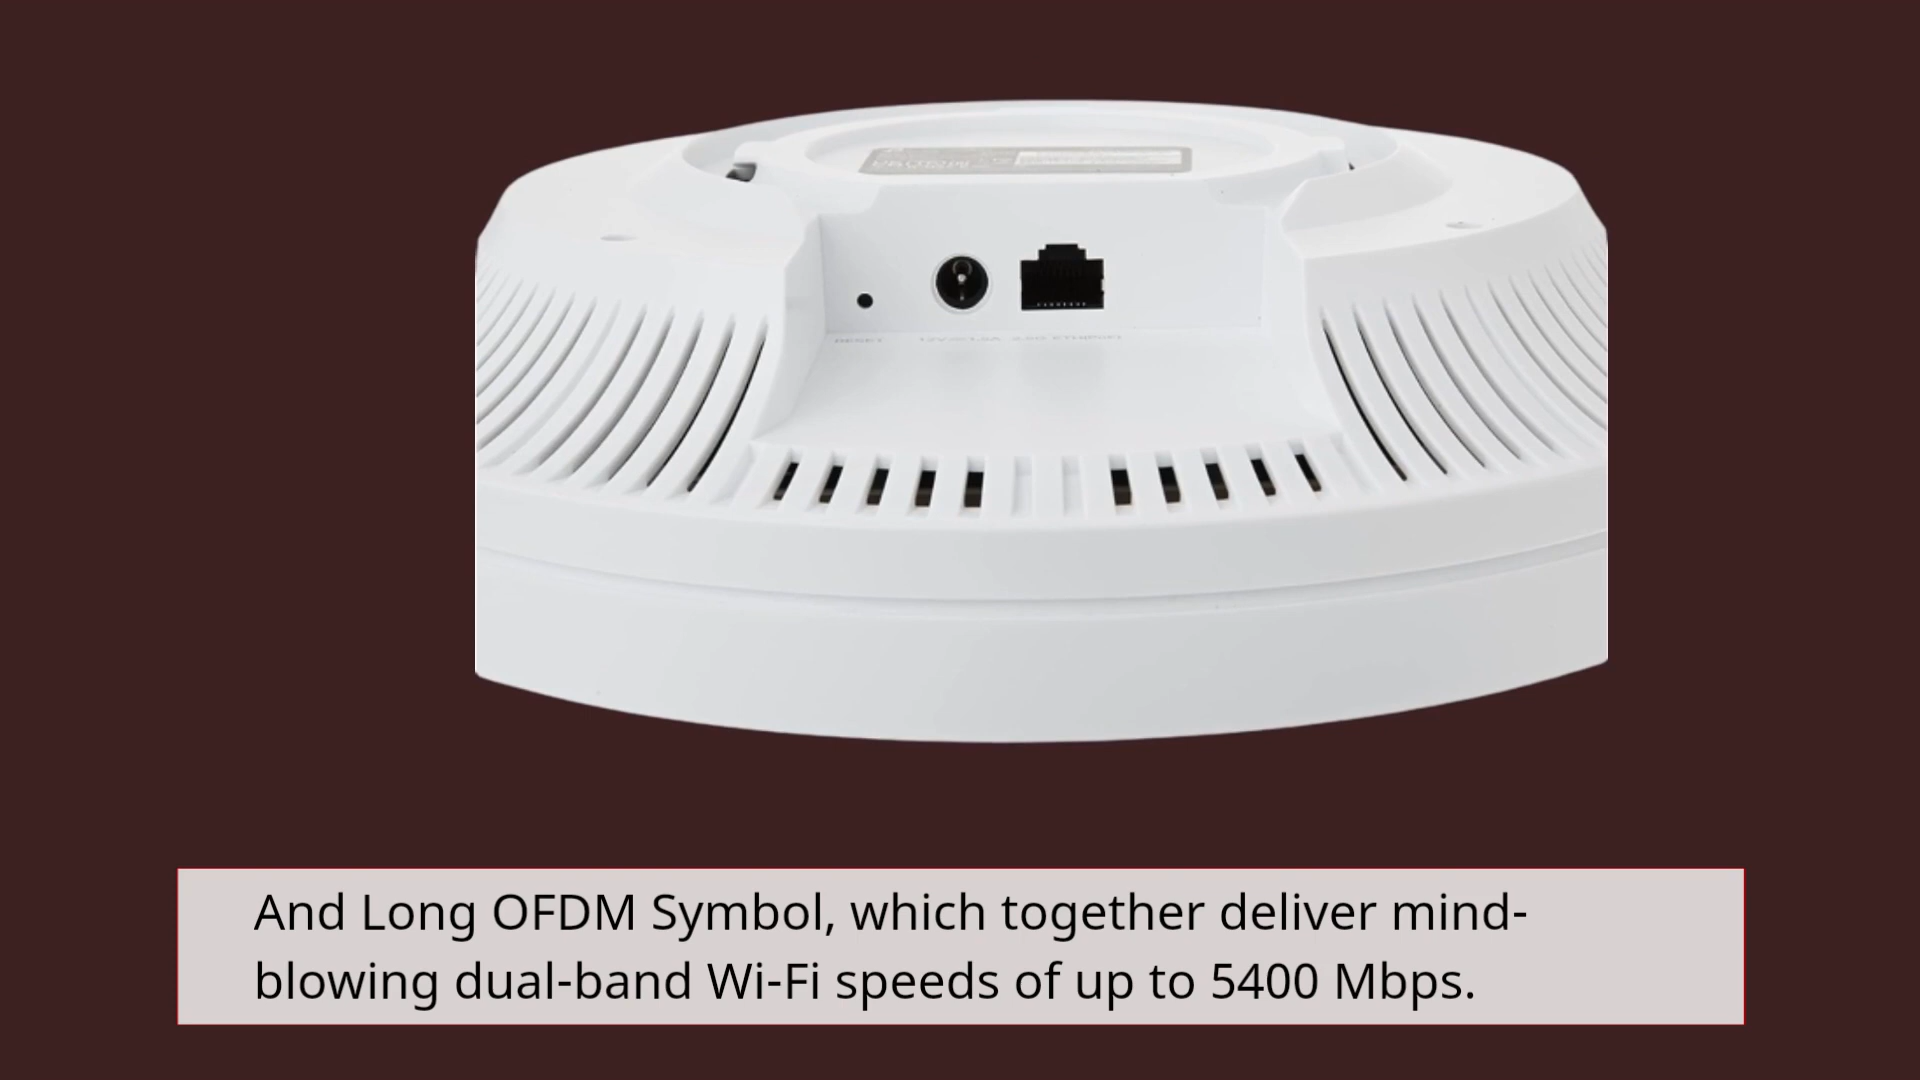 RESET
And Long OFDM Symbol, which together deliver mind-
blowing dual-band Wi-Fi speeds of up to 5400 Mbps.